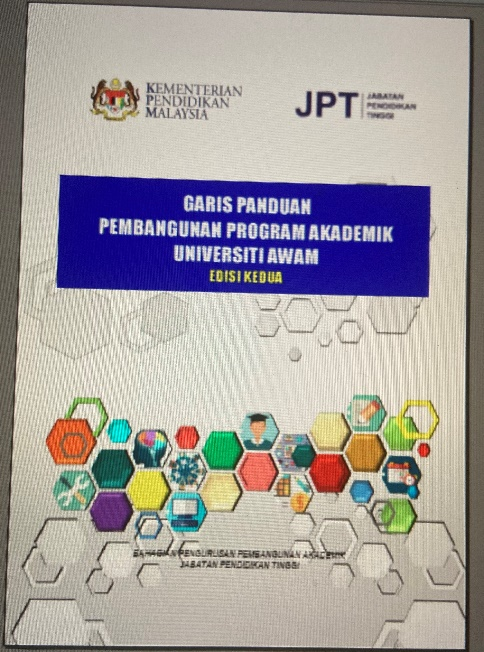 KEMENTERIAN
PENDIDIKAN
MALAYSIA
JPT
JABATAN
PENDIDIKAN
TINGGI
GARIS PANDUAN
PEMBANGUNAN PROGRAM AKADEMIK
UNIVERSITI AWAM
EDISI KEDUA
BAHAGIAN PENGURUSAN PEMBANGUNAN AKADEMIK
JABATAN PENDIDIKAN TINGGI